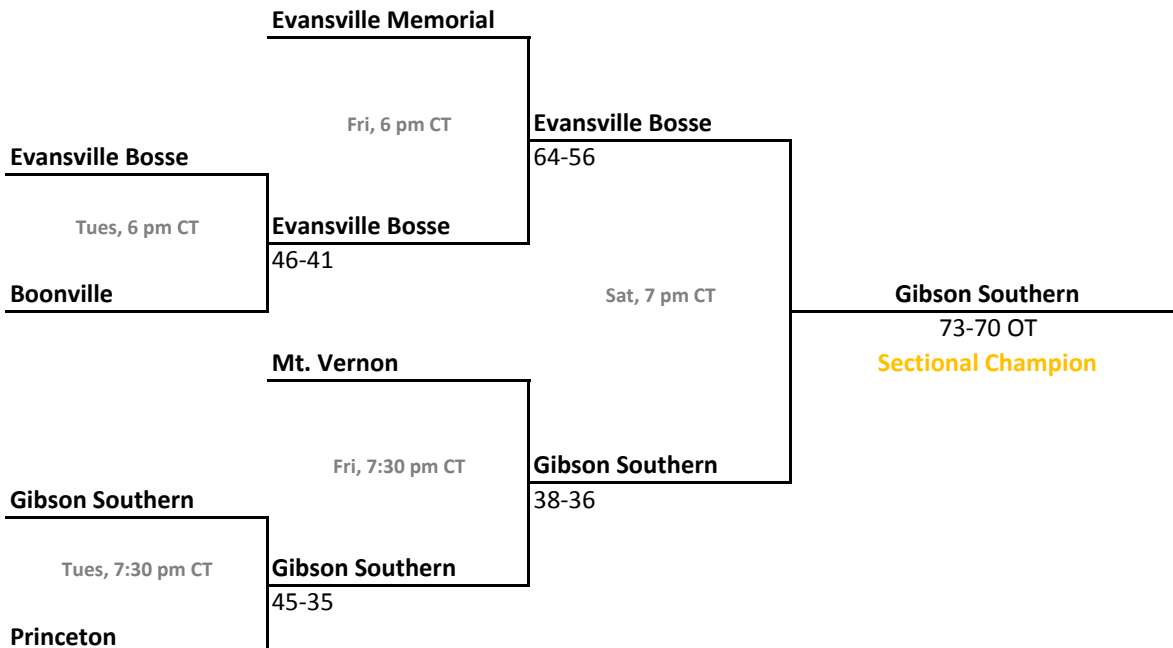 Evansville Memorial
Fri, 6 pm CT
Evansville Bosse
Evansville Bosse
64-56
Tues, 6 pm CT
Evansville Bosse
46-41
Boonville
Sat, 7 pm CT
Gibson Southern
73-70 OT
Mt. Vernon
Sectional Champion
Fri, 7:30 pm CT
Gibson Southern
Gibson Southern
38-36
Tues, 7:30 pm CT
Gibson Southern
45-35
Princeton